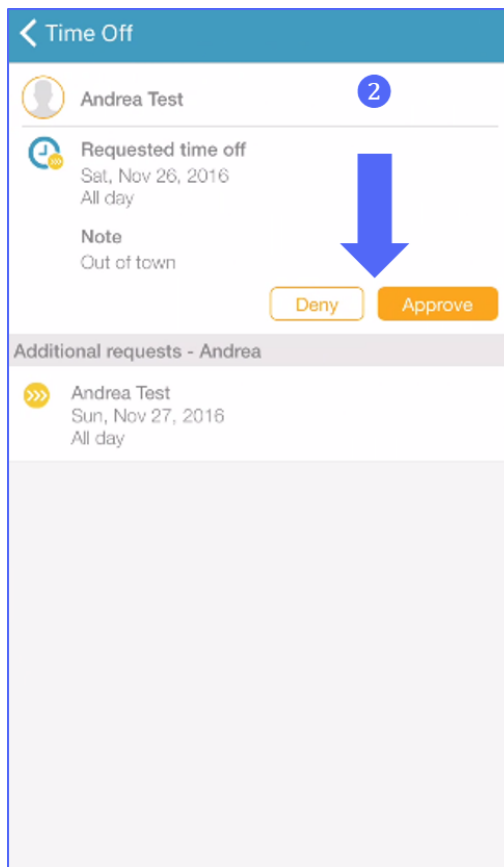 Time Off
Andrea Test
2
Requested time off
Sat, Nov 26, 2016
All day
Note
Out of town
Deny
Approve
Additional requests - Andrea
Andrea Test
Sun, Nov 27, 2016
All day